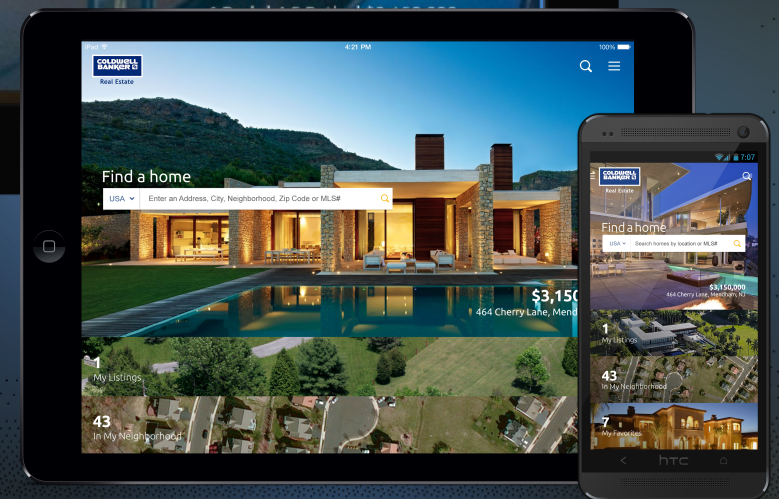 iPad
4:21 PM
100%
COLDWELL
BANKER
Real Estate
Find a home
USA
Enter an Address, City, Neighborhood, Zip Code or MLS#
$3,150
464 Cherry Lane, Mend
1
My Listings
43
In My Neighborhood
7:07
COLDWELL
BANKER
Real Estate
Find a home
USA
Search homes by location or MLS#
$3,150,000
464 Cherry Lane, Mendham, NJ
1
My Listings
43
In My Neighborhood
7
My Favorites
hTC